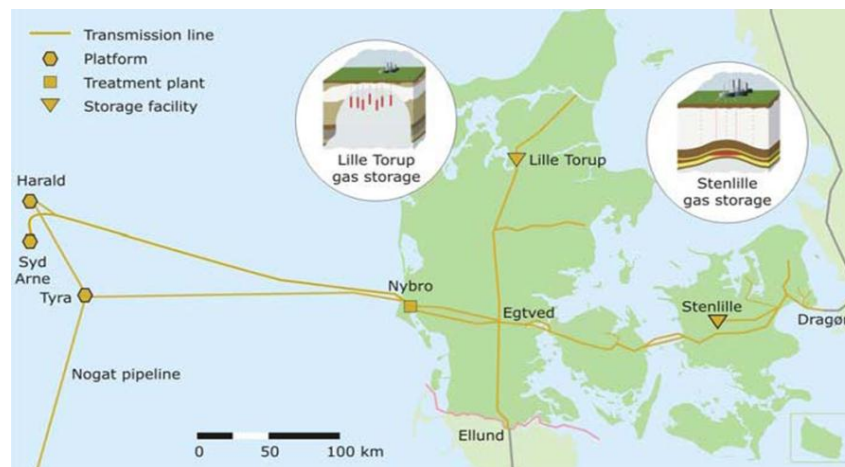 Transmission line
Platform
Treatment plant
Storage facility
Lille Torup
gas storage
Stenlille
gas storage
Lille Torup
Harald
Syd
Arne
Tyra
Nybro
Egtved
Stenlille
Dragør
Nogat pipeline
Ellund
0 50 100 km